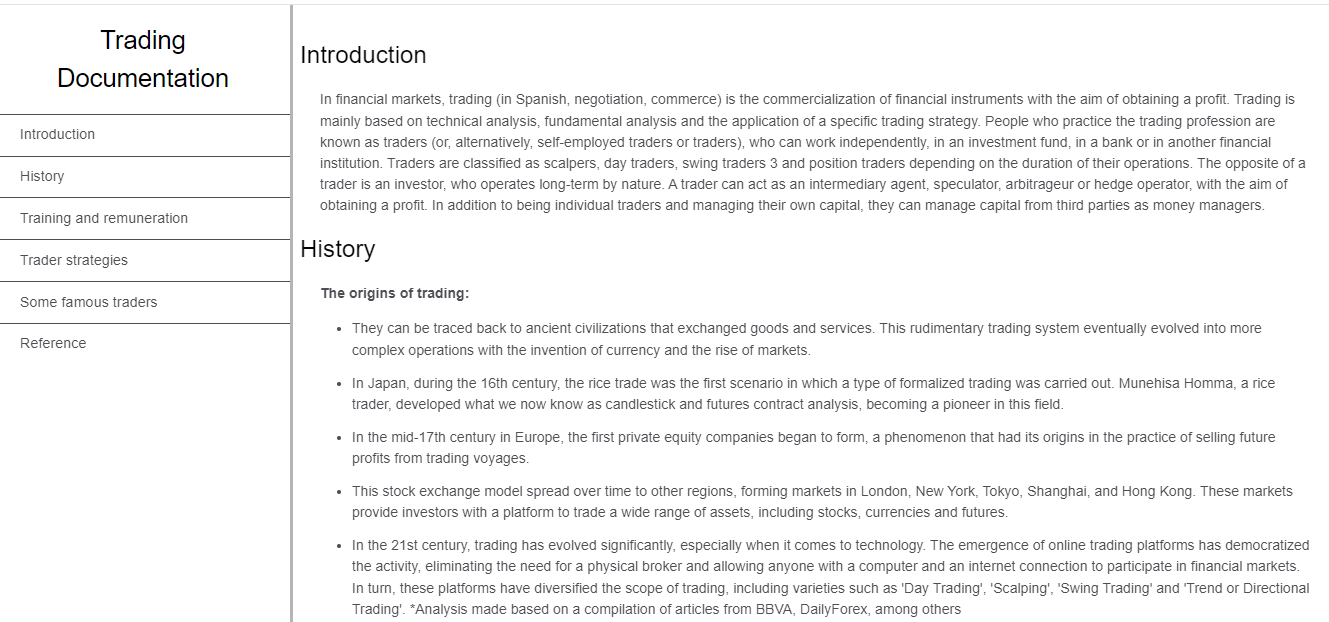 Trading
Documentation
Introduction
History
Training and remuneration
Trader strategies
Some famous traders
Reference
Introduction
In financial markets, trading (in Spanish, negotiation, commerce) is the commercialization of financial instruments with the aim of obtaining a profit. Trading is
mainly based on technical analysis, fundamental analysis and the application of a specific trading strategy. People who practice the trading profession are
known as traders (or, alternatively, self-employed traders or traders), who can work independently, in an investment fund, in a bank or in another financial
institution. Traders are classified as scalpers, day traders, swing traders 3 and position traders depending on the duration of their operations. The opposite of a
trader is an investor, who operates long-term by nature. A trader can act as an intermediary agent, speculator, arbitrageur or hedge operator, with the aim of
obtaining a profit. In addition to being individual traders and managing their own capital, they can manage capital from third parties as money managers.
History
The origins of trading:
• They can be traced back to ancient civilizations that exchanged goods and services. This rudimentary trading system eventually evolved into more
complex operations with the invention of currency and the rise of markets.
• In Japan, during the 16th century, the rice trade was the first scenario in which a type of formalized trading was carried out. Munehisa Homma, a rice
trader, developed what we now know as candlestick and futures contract analysis, becoming a pioneer in this field.
• In the mid-17th century in Europe, the first private equity companies began to form, a phenomenon that had its origins in the practice of selling future
profits from trading voyages.
• This stock exchange model spread over time to other regions, forming markets in London, New York, Tokyo, Shanghai, and Hong Kong. These markets
provide investors with a platform to trade a wide range of assets, including stocks, currencies and futures.
• In the 21st century, trading has evolved significantly, especially when it comes to technology. The emergence of online trading platforms has democratized
the activity, eliminating the need for a physical broker and allowing anyone with a computer and an internet connection to participate in financial markets.
In turn, these platforms have diversified the scope of trading, including varieties such as 'Day Trading', 'Scalping', 'Swing Trading' and 'Trend or Directional
Trading'. *Analysis made based on a compilation of articles from BBVA, DailyForex, among others